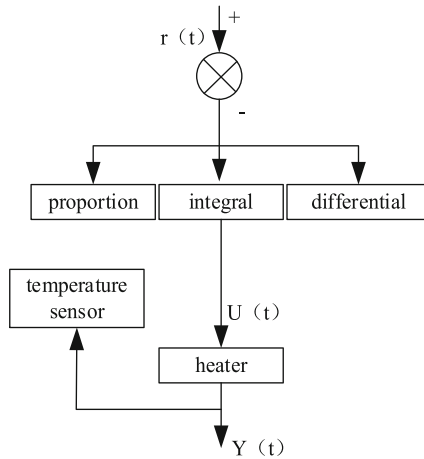 +
r（t）
-
proportion
integral
differential
temperature
sensor
U（t）
heater
Y（t）